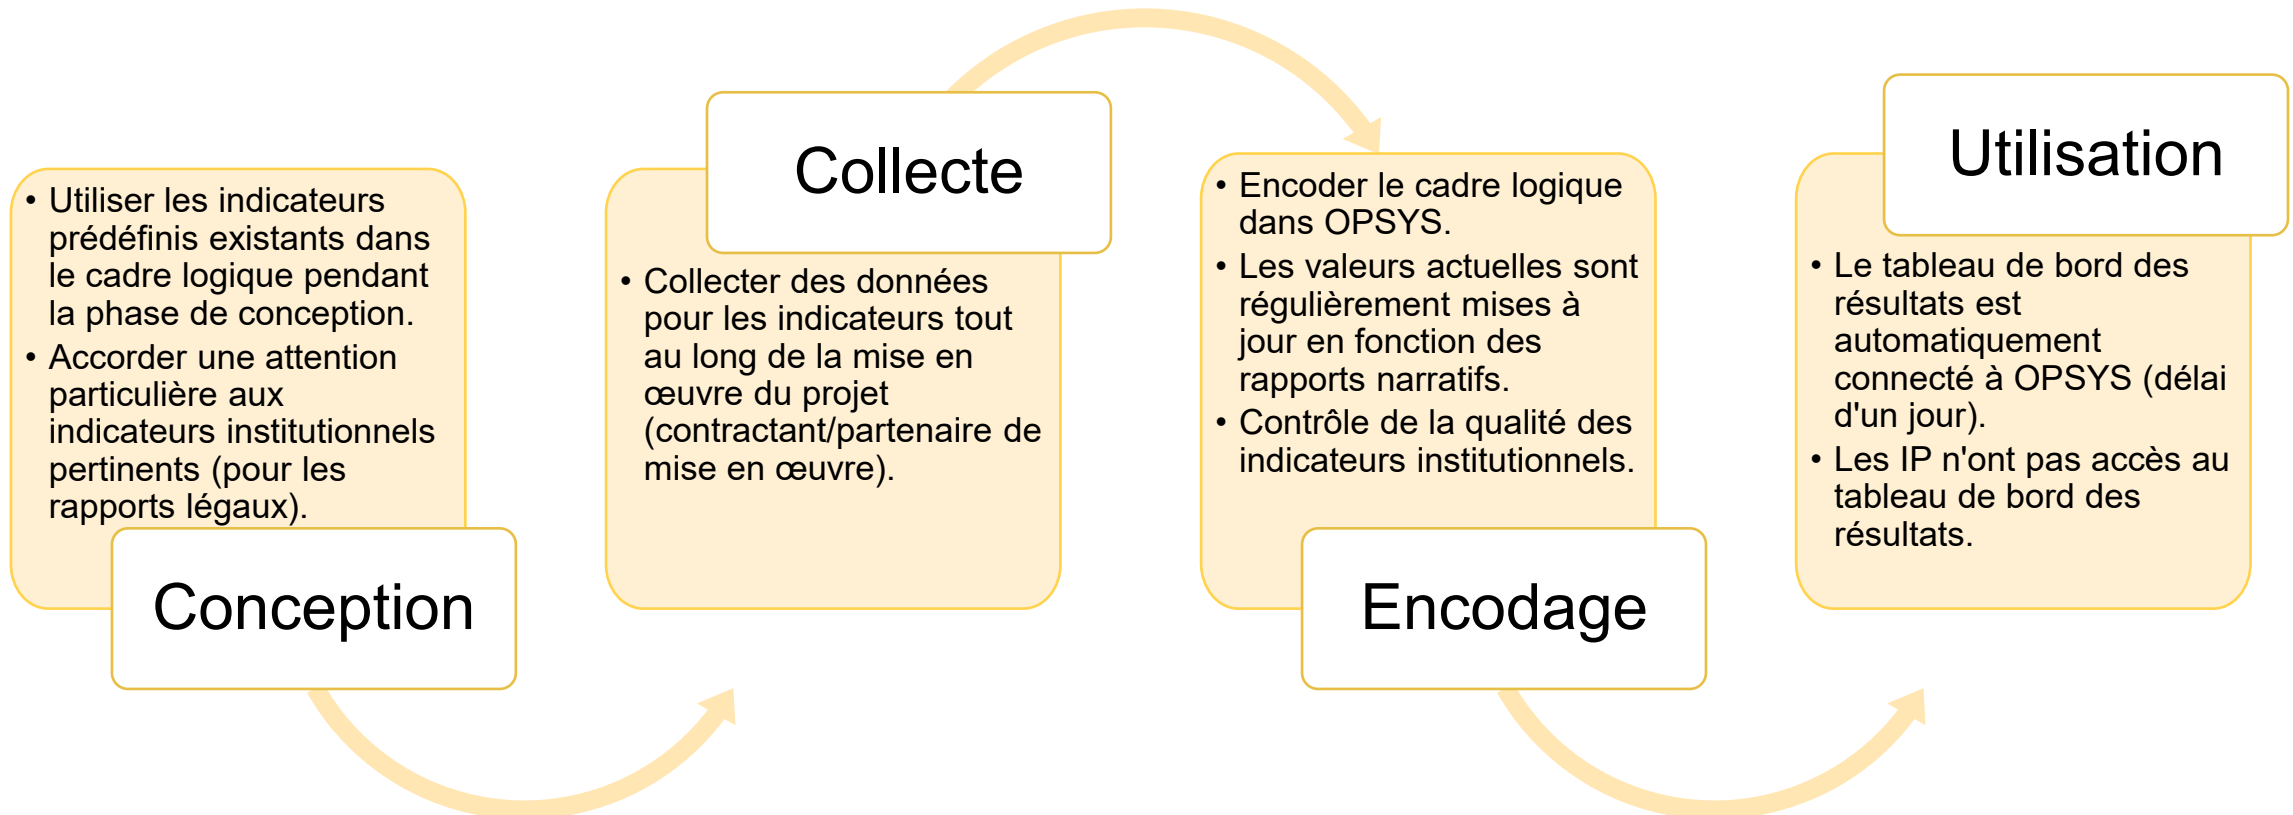 • Utiliser les indicateurs
prédéfinis existants dans
le cadre logique pendant
la phase de conception.
• Accorder une attention
particulière aux
indicateurs institutionnels
pertinents (pour les
rapports légaux).
Conception
Collecte
• Collecter des données
pour les indicateurs tout
au long de la mise en
œuvre du projet
(contractant/partenaire de
mise en œuvre).
• Encoder le cadre logique
dans OPSYS.
• Les valeurs actuelles sont
régulièrement mises à
jour en fonction des
rapports narratifs.
• Contrôle de la qualité des
indicateurs institutionnels.
Encodage
Utilisation
• Le tableau de bord des
résultats est
automatiquement
connecté à OPSYS (délai
d'un jour).
• Les IP n'ont pas accès au
tableau de bord des
résultats.